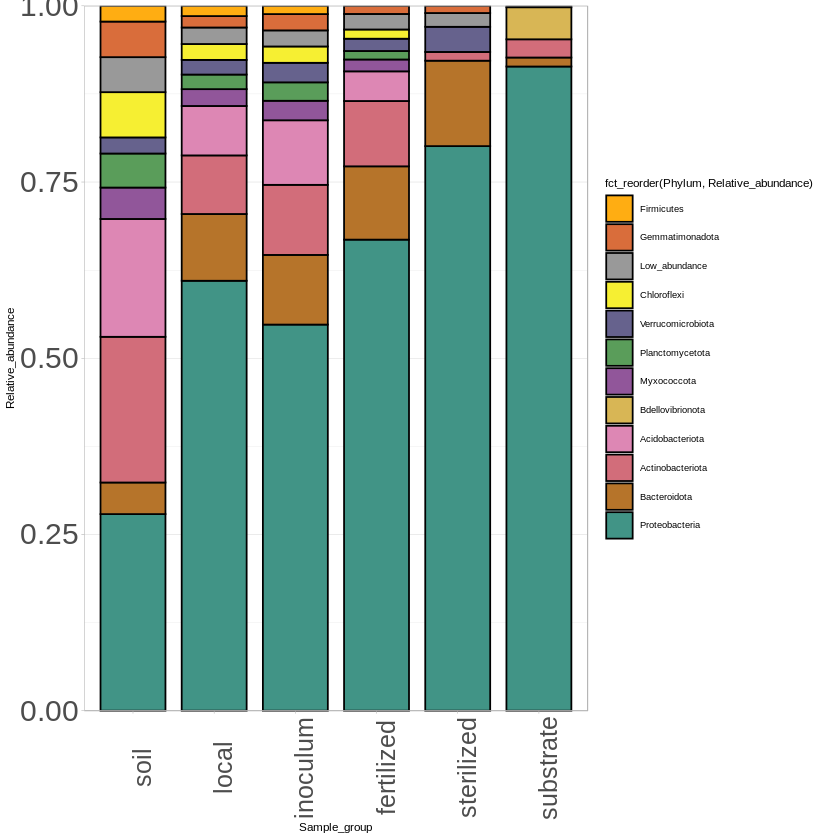 1.00
0.75
0.50
0.25
0.00
Relative_abundance
soil
local
inoculum
fertilized
sterilized
substrate
Sample_group
fct_reorder(Phylum, Relative_abundance)
Firmicutes
Gemmatimonadota
Low_abundance
Chloroflexi
Verrucomicrobiota
Planctomycetota
Myxococcota
Bdellovibrionota
Acidobacteriota
Actinobacteriota
Bacteroidota
Proteobacteria